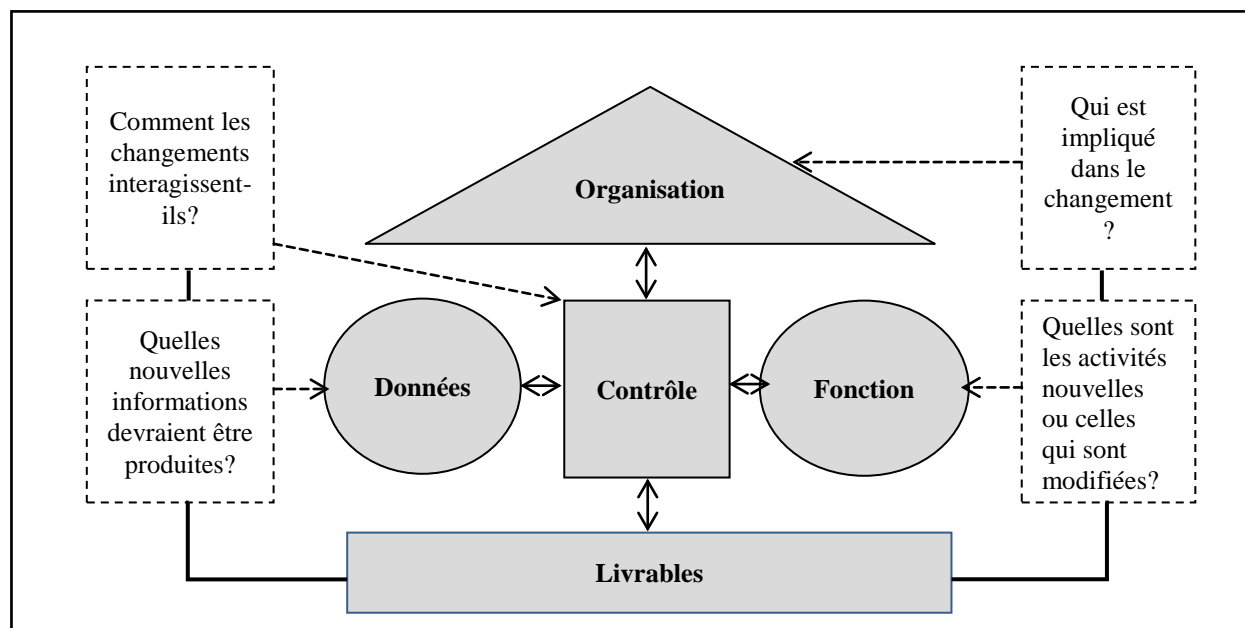 Comment les
changements
interagissent-
ils?
Qui est
impliqué
dans le
changement
?
Organisation
Quelles
nouvelles
informations
devraient être
produites?
Données
Contrôle
Fonction
Quelles sont
les activités
nouvelles
ou celles
qui sont
modifiées?
Livrables